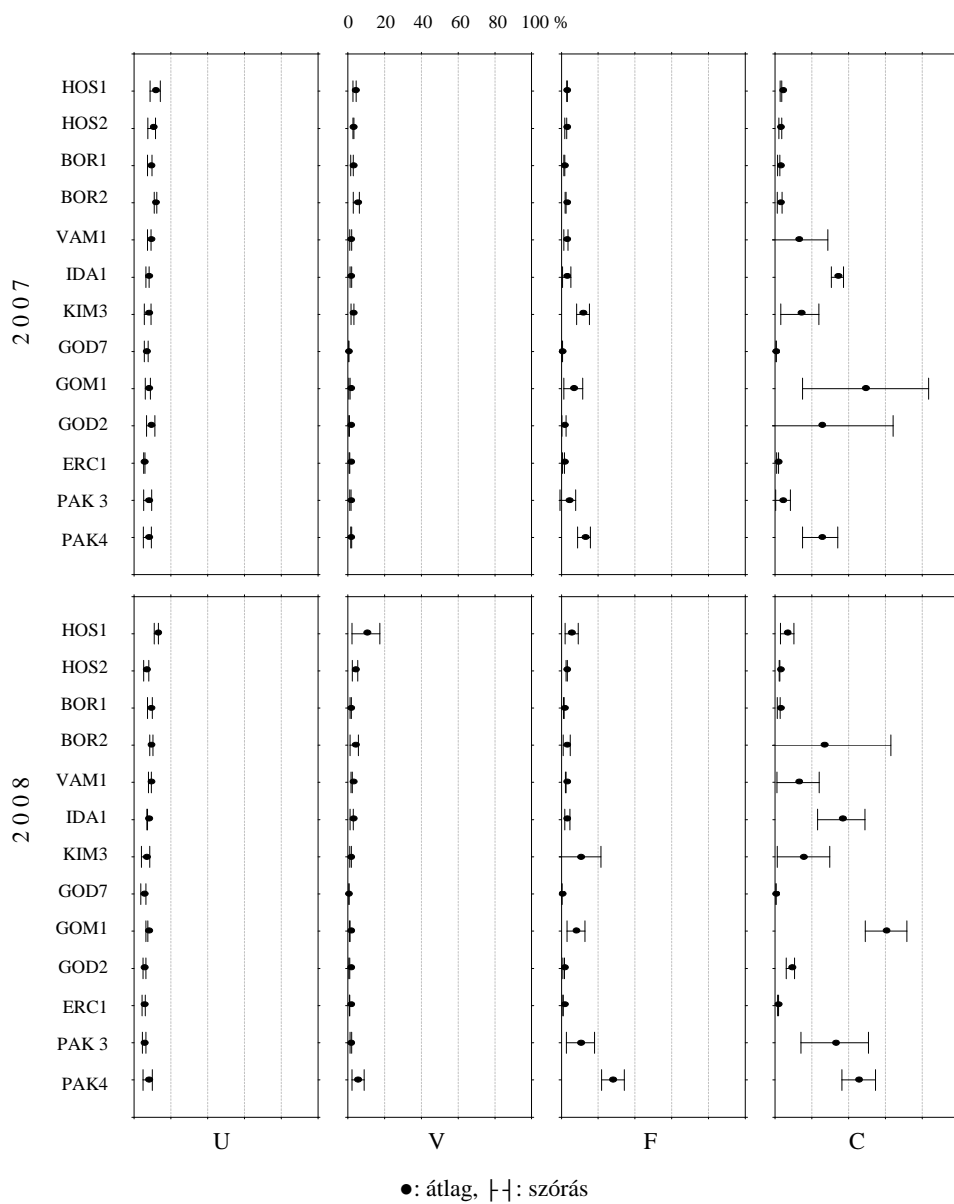 0 20 40 60 80 100 %
2007
HOS1
HOS2
BOR1
BOR2
VAM1
IDA1
KIM3
GOD7
GOM1
GOD2
ERC1
PAK 3
PAK4
2008
HOS1
HOS2
BOR1
BOR2
VAM1
IDA1
KIM3
GOD7
GOM1
GOD2
ERC1
PAK 3
PAK4
U V F C
●: átlag, ├ ┤: szórás